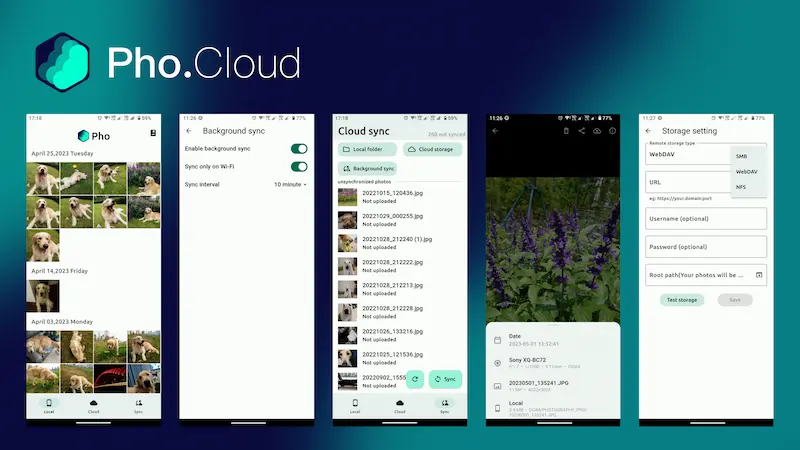 Pho.Cloud
17:18
59%
Pho
April 25,2023 Tuesday
April 14,2023 Friday
April 03,2023 Monday
Local
Cloud
Sync
11:26
77%
Background sync
Enable background sync
Sync only on Wi-Fi
Sync interval
10 minute
17:18
59%
Cloud sync
not synced
Local folder
Cloud storage
Background sync
unsynchronized photos
20221015_120436.jpg
Not uploaded
20221029_000255.jpg
Not uploaded
20221028_212240 (1).jpg
Not uploaded
20221028_212222.jpg
Not uploaded
20221028_212213.jpg
Not uploaded
20221028_212228.jpg
Not uploaded
20221026_133216.jpg
Not uploaded
20221025_121536.jpg
Not uploaded
20220902_1555
Not uploaded
Sync
Local
Cloud
Sync
11:26
77%
Date
2023-05-01 13:52:41
Sony XQ-BC72
20230501_135241.JPG
Local
11:27
77%
Storage setting
Remote storage type
WebDAV
SMB
WebDAV
NFS
URL
eg: https://your.domain:port
Username (optional)
Password (optional)
Root path(Your photos will be ...
Test storage
Save